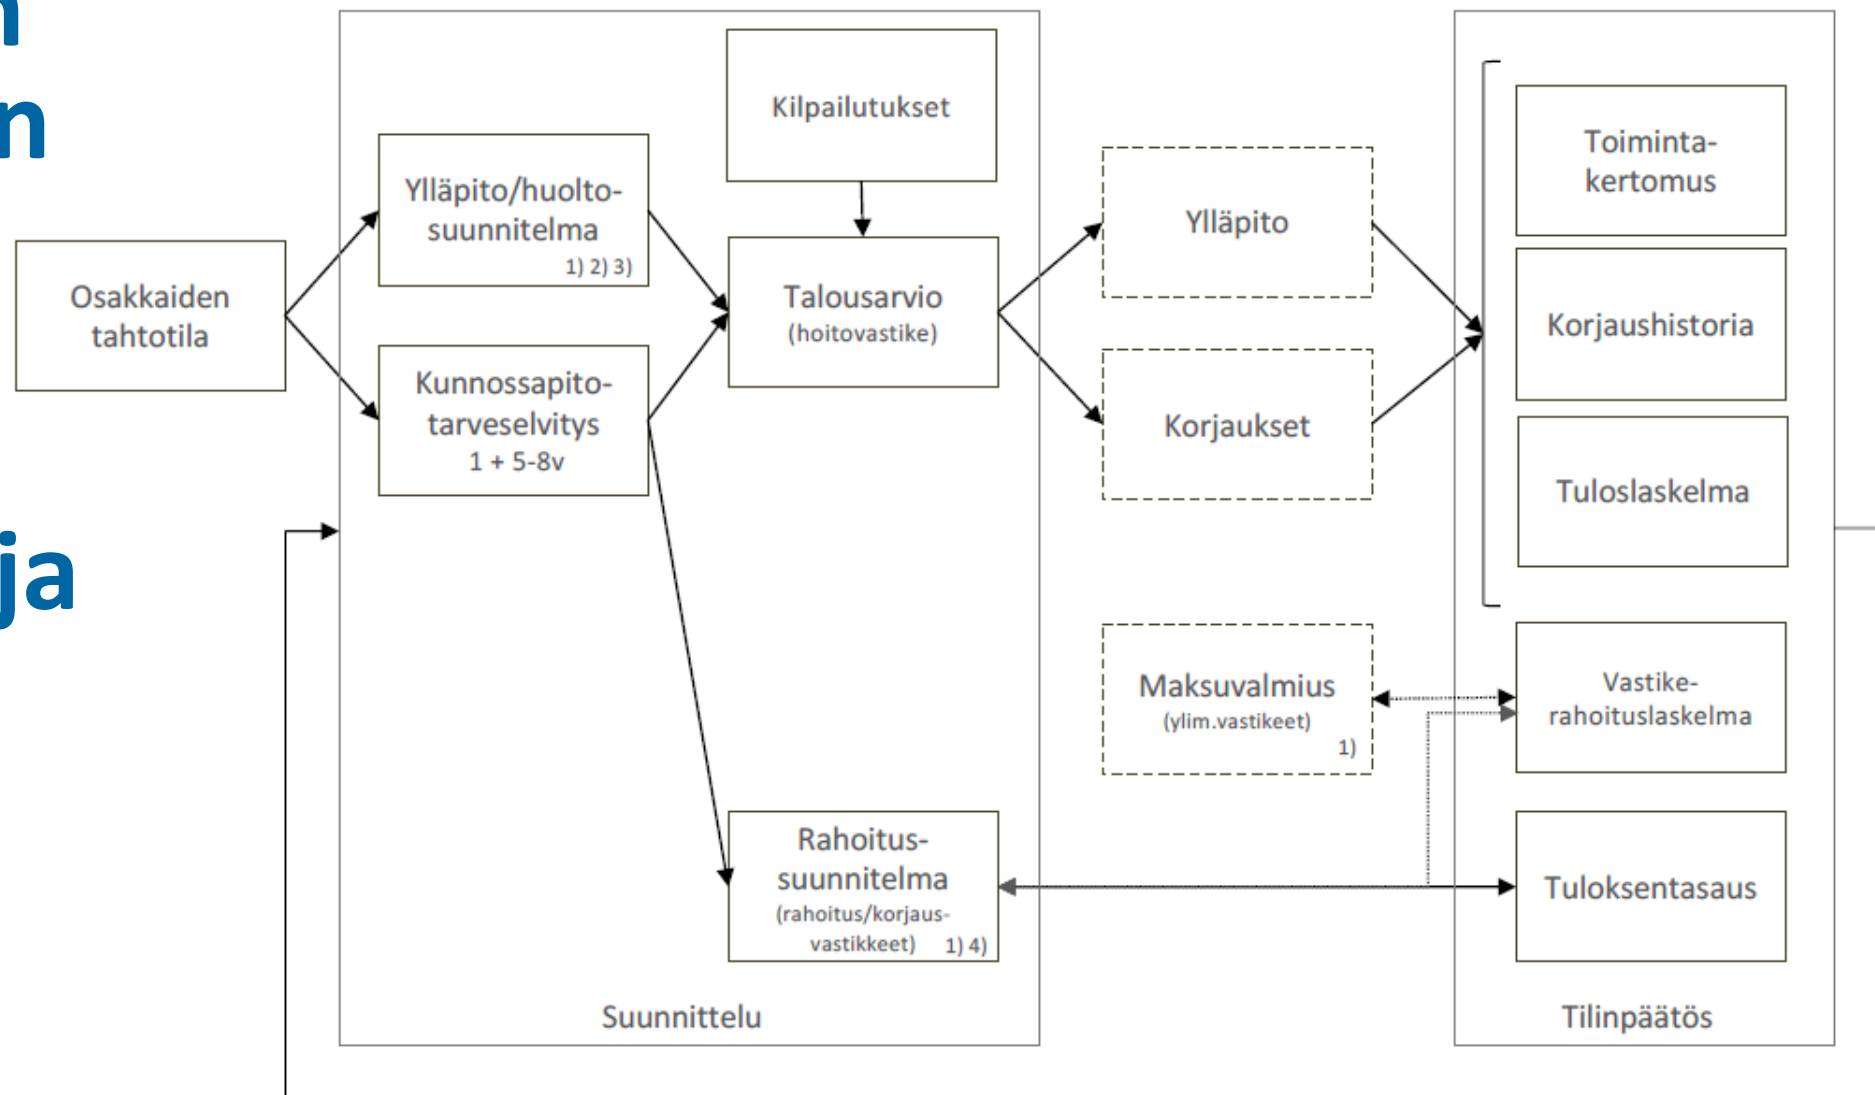 n
n
ja
Osakkaiden
tahtotila
Ylläpito/huolto-
suunnitelma
1) 2) 3)
Kunnossapito-
tarveselvitys
1 + 5-8v
Kilpailutukset
Talousarvio
(hoitovastike)
Rahoitus-
suunnitelma
(rahoitus/korjaus-
vastikkeet) 1) 4)
Suunnittelu
Ylläpito
Korjaukset
Maksuvalmius
(ylim.vastikeet)
1)
Toiminta-
kertomus
Korjaushistoria
Tuloslaskelma
Vastike-
rahoituslaskelma
Tuloksentasaus
Tilinpäätös